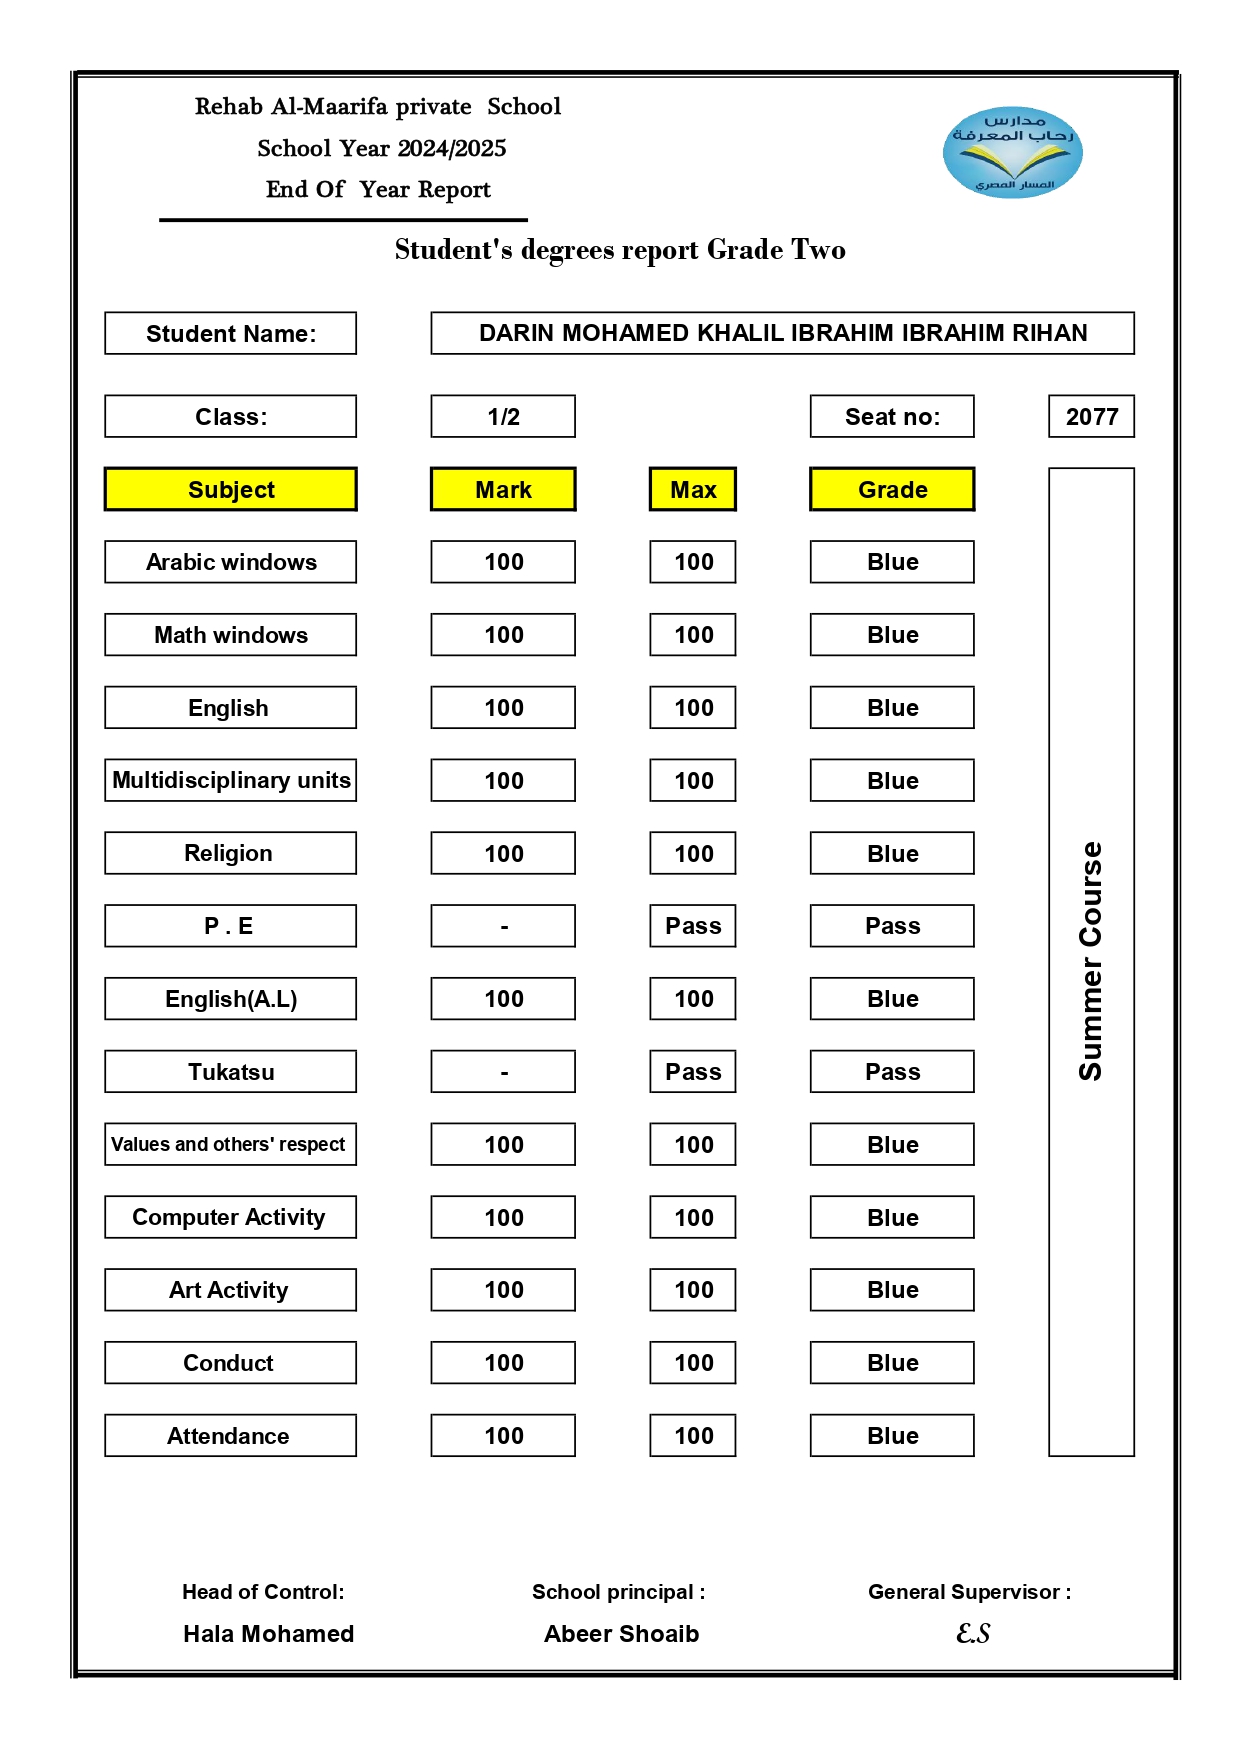 Rehab Al-Maarifa private School
School Year 2024/2025
End Of Year Report
مدارس
رحاب المعرفة
المسار المصري
Student's degrees report Grade Two
Student Name: DARIN MOHAMED KHALIL IBRAHIM IBRAHIM RIHAN
Class: 1/2 Seat no: 2077
Subject Mark Max Grade
Arabic windows 100 100 Blue
Math windows 100 100 Blue
English 100 100 Blue
Multidisciplinary units 100 100 Blue
Religion 100 100 Blue
P . E - Pass Pass
English(A.L) 100 100 Blue
Tukatsu - Pass Pass
Values and others' respect 100 100 Blue
Computer Activity 100 100 Blue
Art Activity 100 100 Blue
Conduct 100 100 Blue
Attendance 100 100 Blue
Summer Course
Head of Control: School principal : General Supervisor :
Hala Mohamed Abeer Shoaib E.S